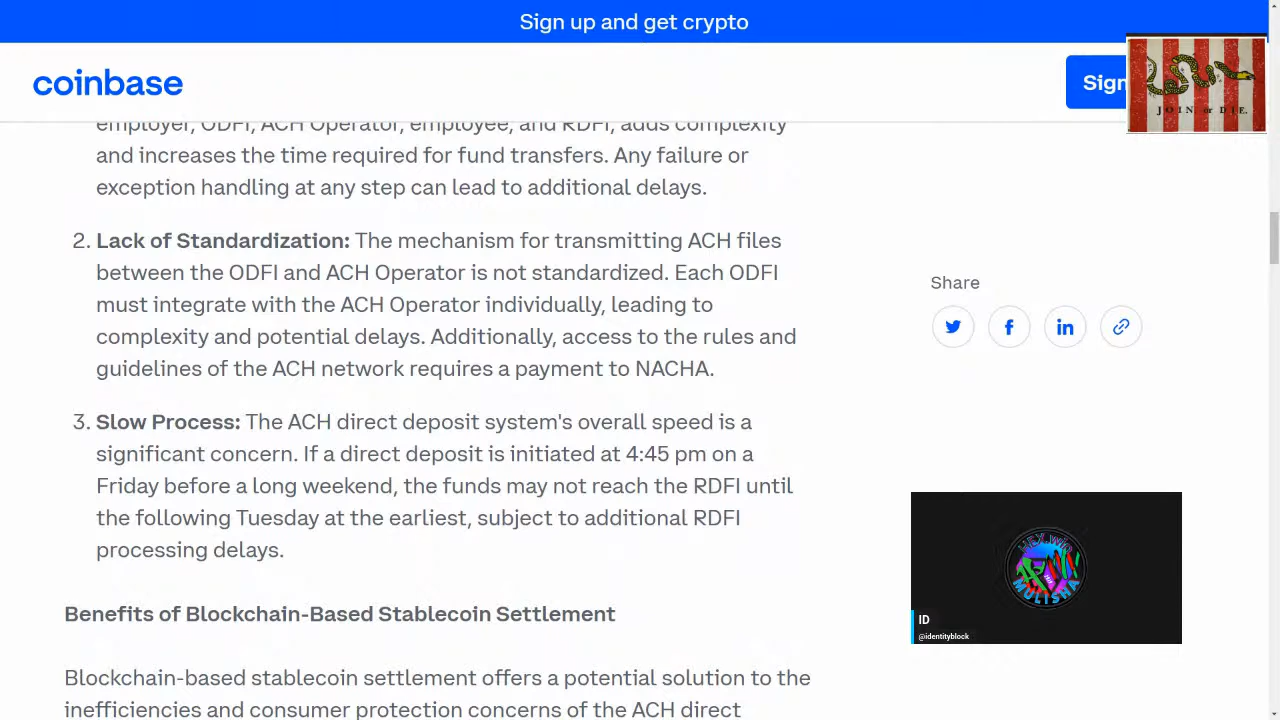 Sign up and get crypto
coinbase
Sign
JOIN or DIE.
employer, ODFI, ACH Operator, employee, and RDFI, adds complexity
and increases the time required for fund transfers. Any failure or
exception handling at any step can lead to additional delays.
2. Lack of Standardization: The mechanism for transmitting ACH files
between the ODFI and ACH Operator is not standardized. Each ODFI
must integrate with the ACH Operator individually, leading to
complexity and potential delays. Additionally, access to the rules and
guidelines of the ACH network requires a payment to NACHA.
3. Slow Process: The ACH direct deposit system's overall speed is a
significant concern. If a direct deposit is initiated at 4:45 pm on a
Friday before a long weekend, the funds may not reach the RDFI until
the following Tuesday at the earliest, subject to additional RDFI
processing delays.
Benefits of Blockchain-Based Stablecoin Settlement
Blockchain-based stablecoin settlement offers a potential solution to the
inefficiencies and consumer protection concerns of the ACH direct
Share
HEX.WIN
MULISHA
ID
@identityblock